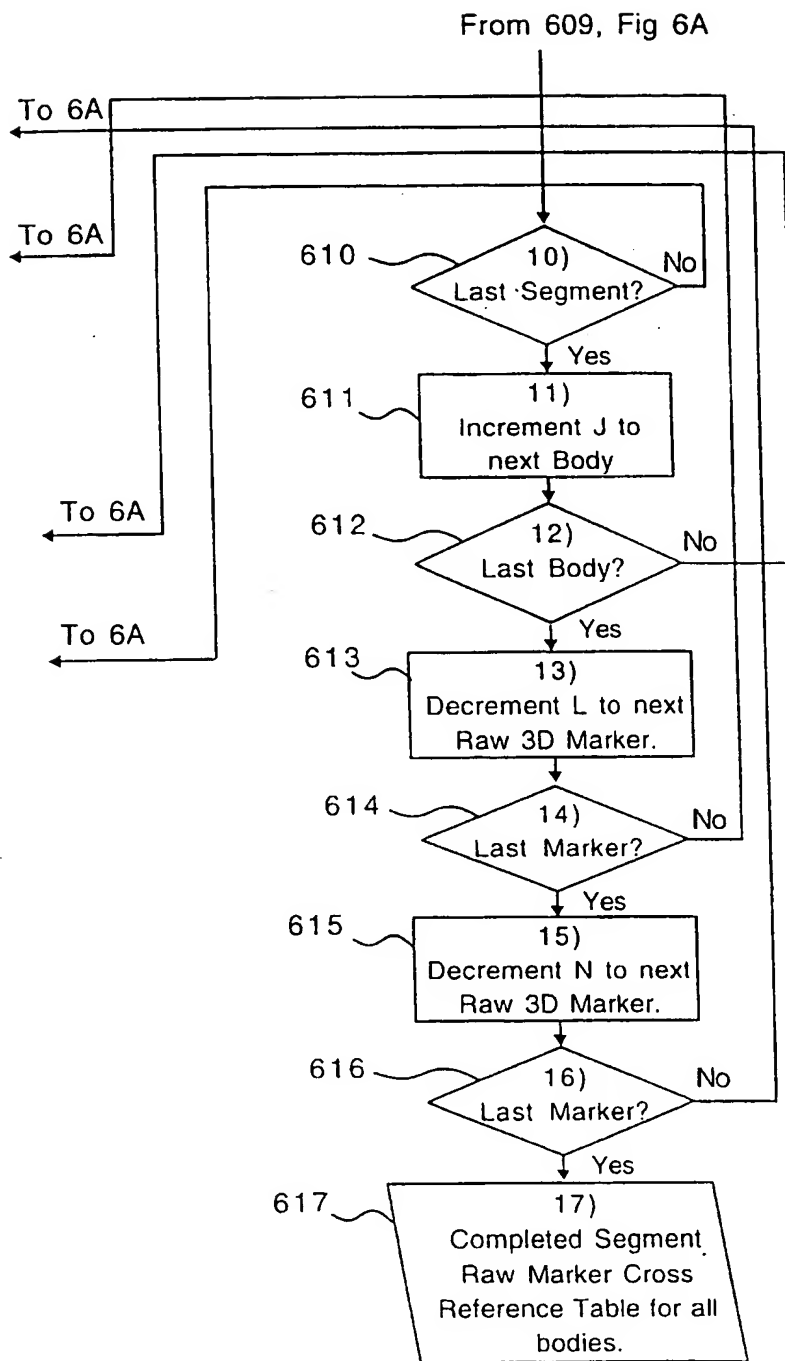 From 609, Fig 6A
To 6A
To 6A
610
10)
Last Segment?
No
Yes
611
11)
Increment J to
next Body
To 6A
612
12)
Last Body?
No
Yes
To 6A
613
13)
Decrement L to next
Raw 3D Marker.
614
14)
Last Marker?
No
Yes
615
15)
Decrement N to next
Raw 3D Marker.
616
16)
Last Marker?
No
Yes
617
17)
Completed Segment
Raw Marker Cross
Reference Table for all
bodies.